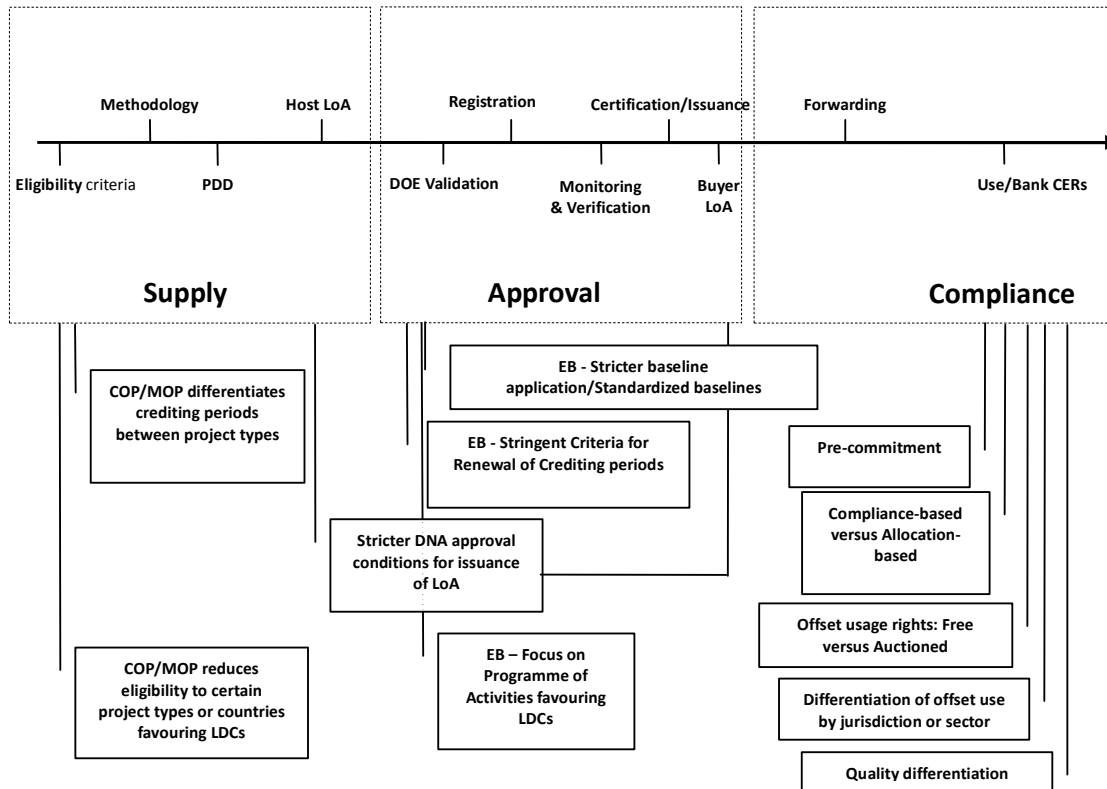 Methodology
Host LoA
Registration
Certification/Issuance
Forwarding
Eligibility criteria
PDD
DOE Validation
Monitoring
& Verification
Buyer
LoA
Use/Bank CERs
Supply
Approval
Compliance
COP/MOP differentiates
crediting periods
between project types
EB - Stricter baseline
application/Standardized baselines
EB - Stringent Criteria for
Renewal of Crediting periods
Pre-commitment
Compliance-based
versus Allocation-
based
Stricter DNA approval
conditions for issuance
of LoA
Offset usage rights: Free
versus Auctioned
COP/MOP reduces
eligibility to certain
project types or countries
favouring LDCs
EB – Focus on
Programme of
Activities favouring
LDCs
Differentiation of offset use
by jurisdiction or sector
Quality differentiation